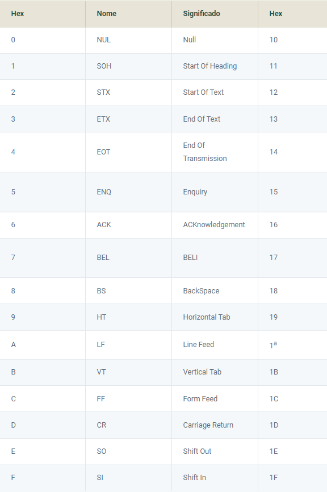 Hex Nome Significado Hex
0 NUL Null 10
1 SOH Start Of Heading 11
2 STX Start Of Text 12
3 ETX End Of Text 13
4 EOT End Of Transmission 14
5 ENQ Enquiry 15
6 ACK ACKnowledgement 16
7 BEL BELl 17
8 BS BackSpace 18
9 HT Horizontal Tab 19
A LF Line Feed 1ª
B VT Vertical Tab 1B
C FF Form Feed 1C
D CR Carriage Return 1D
E SO Shift Out 1E
F SI Shift In 1F